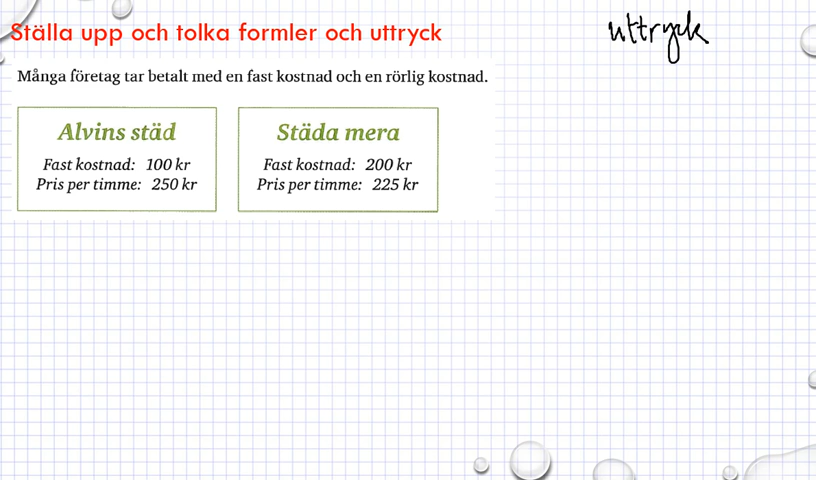 Ställa upp och tolka formler och uttryck
uttryck
Många företag tar betalt med en fast kostnad och en rörlig kostnad.
Alvins städ
Fast kostnad: 100 kr
Pris per timme: 250 kr
Städa mera
Fast kostnad: 200 kr
Pris per timme: 225 kr